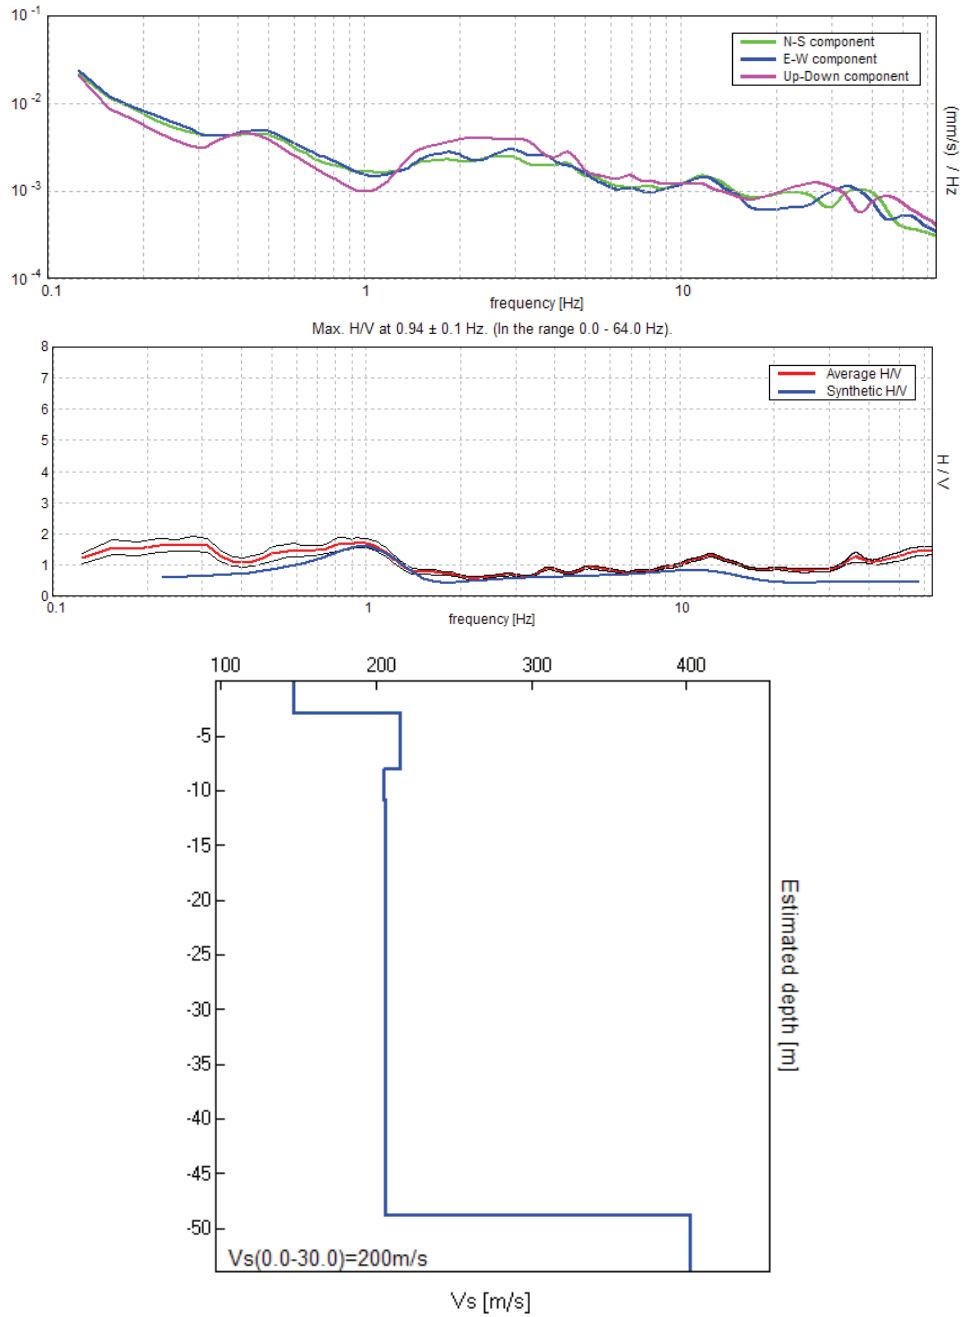 10-1
N-S component
E-W component
Up-Down component
10-2
10-3
10-4
(mm/s) / Hz
0.1
1
10
frequency [Hz]
Max. H/V at 0.94 ± 0.1 Hz. (In the range 0.0 - 64.0 Hz).
8
7
6
5
4
3
2
1
0
Average H/V
Synthetic H/V
H / V
0.1
1
10
frequency [Hz]
100
200
300
400
-5
-10
-15
-20
-25
-30
-35
-40
-45
-50
Estimated depth [m]
Vs(0.0-30.0)=200m/s
Vs [m/s]